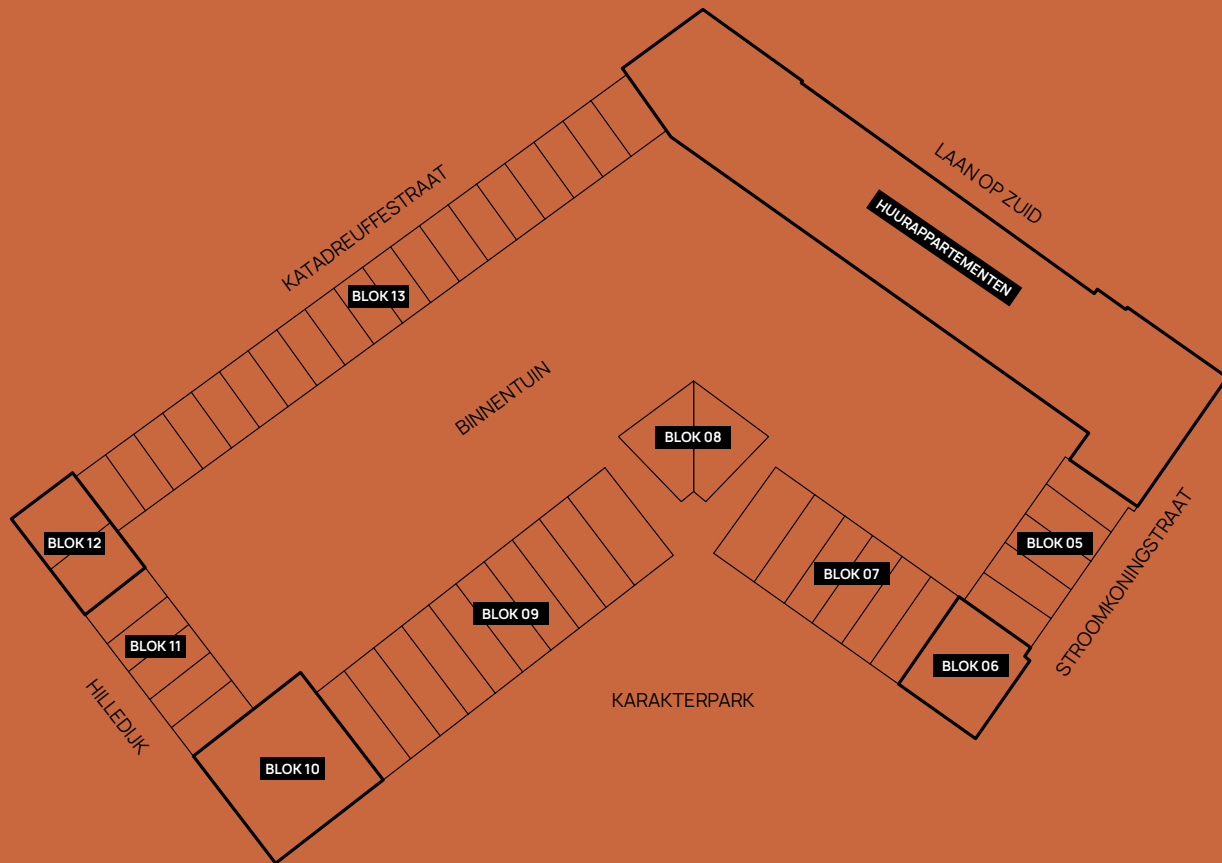 LAAN OP ZUID
HUURAPPARTEMENTEN
KATADREUFFESTRAAT
BLOK 13
BINNENTUIN
BLOK 08
BLOK 12
BLOK 05
BLOK 07
STROOMKONINGSTRAAT
BLOK 09
BLOK 11
BLOK 06
HILLEDIJK
KARAKTERPARK
BLOK 10